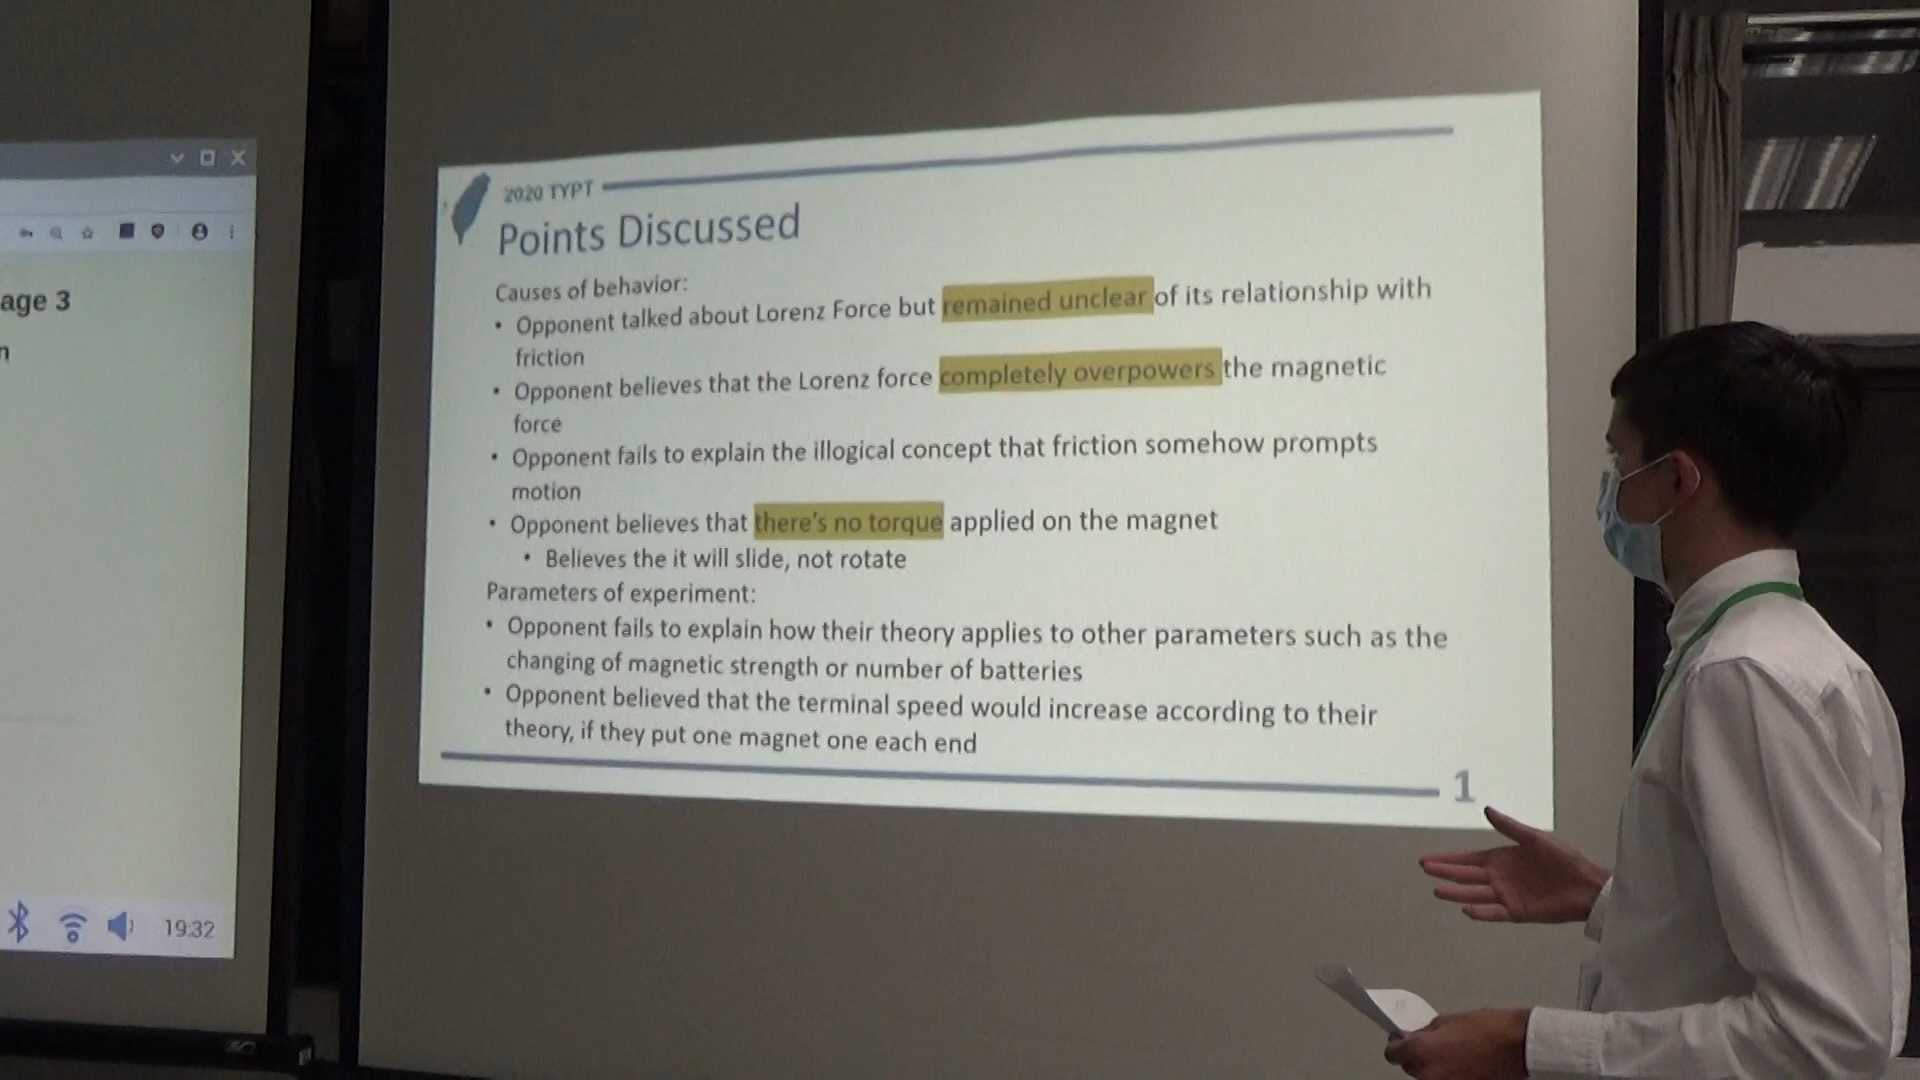 age 3
n
19:32
2020 TYPT
Points Discussed
Causes of behavior:
• Opponent talked about Lorenz Force but remained unclear of its relationship with
friction
• Opponent believes that the Lorenz force completely overpowers the magnetic
force
• Opponent fails to explain the illogical concept that friction somehow prompts
motion
• Opponent believes that there's no torque applied on the magnet
• Believes the it will slide, not rotate
Parameters of experiment:
• Opponent fails to explain how their theory applies to other parameters such as the
changing of magnetic strength or number of batteries
• Opponent believed that the terminal speed would increase according to their
theory, if they put one magnet one each end
1